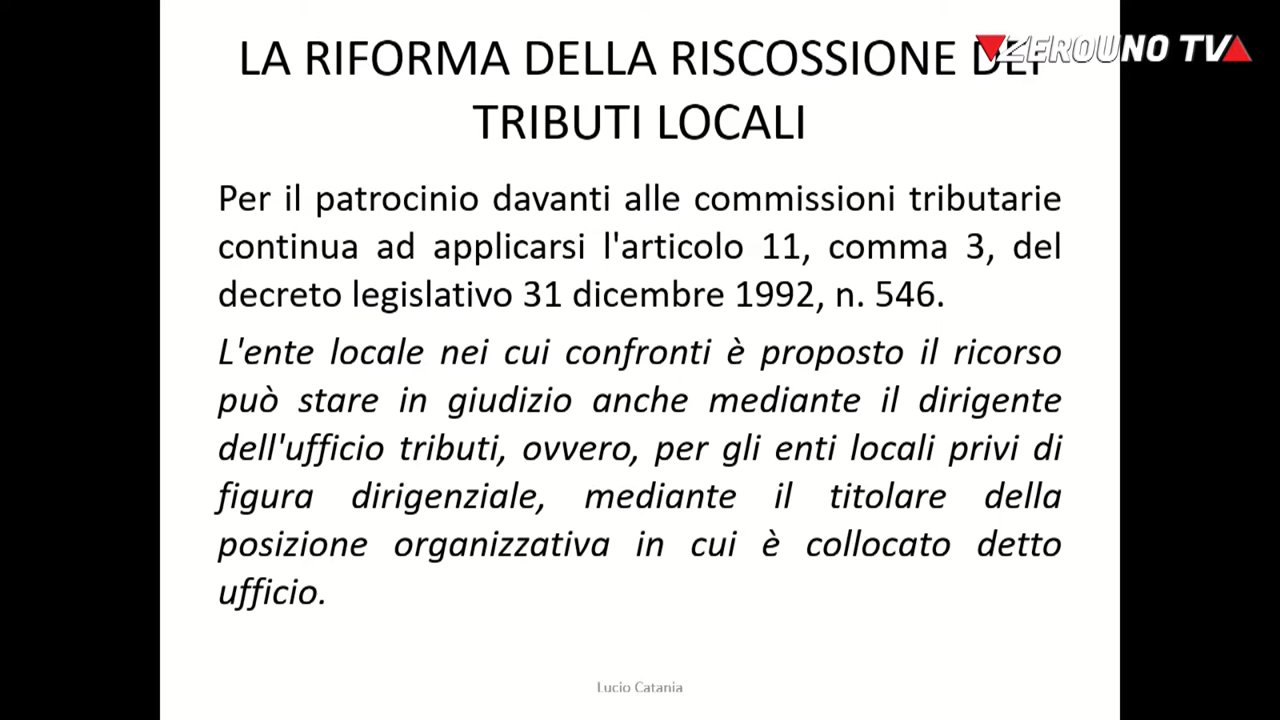 LA RIFORMA DELLA RISCOSSIONE DEI
TRIBUTI LOCALI
ZEROUNO TV
Per il patrocinio davanti alle commissioni tributarie
continua ad applicarsi l'articolo 11, comma 3, del
decreto legislativo 31 dicembre 1992, n. 546.
L'ente locale nei cui confronti è proposto il ricorso
può stare in giudizio anche mediante il dirigente
dell'ufficio tributi, ovvero, per gli enti locali privi di
figura dirigenziale, mediante il titolare della
posizione organizzativa in cui è collocato detto
ufficio.
Lucio Catania